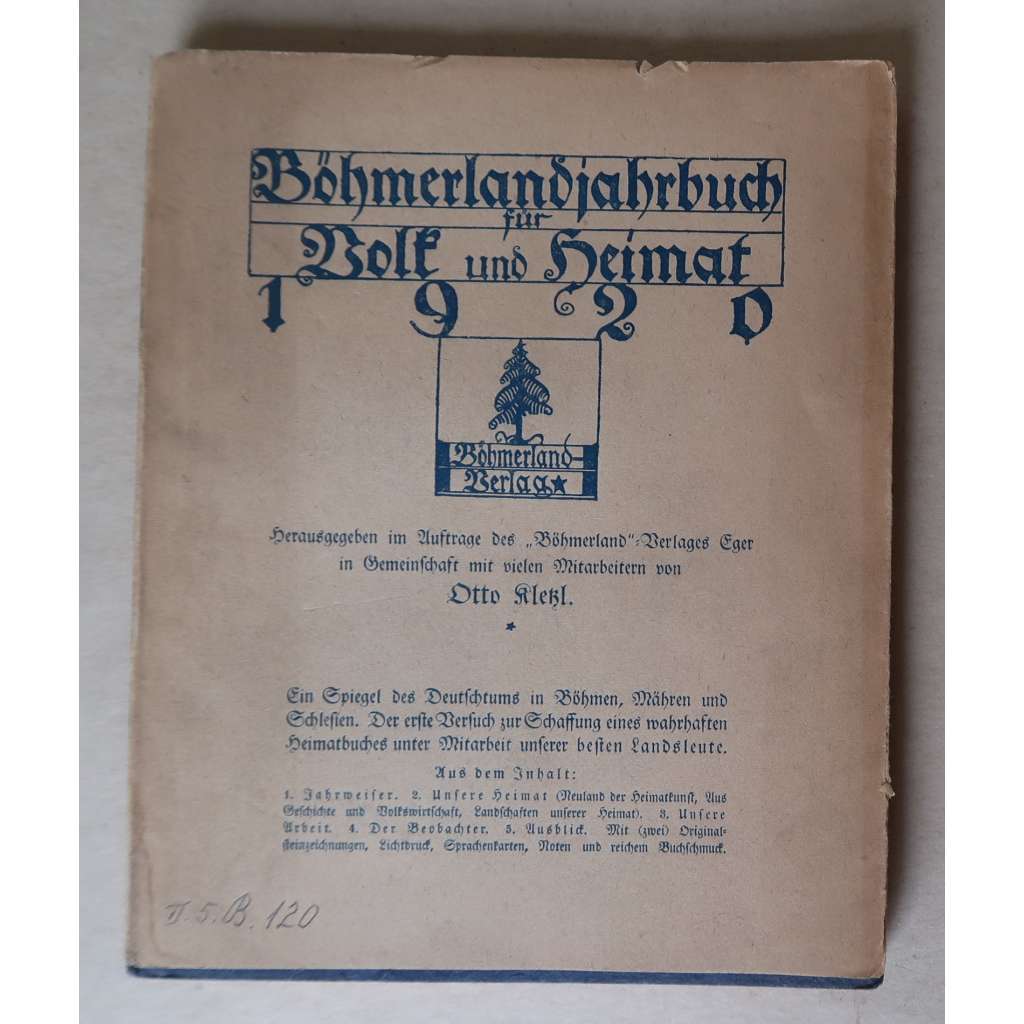 Böhmerlandjahrbuch
für
Volk und Heimat
1920
Böhmerland-
Verlag★
Herausgegeben im Auftrage des „Böhmerland"-Verlages Eger
in Gemeinschaft mit vielen Mitarbeitern von
Otto Kletzl.
*
Ein Spiegel des Deutschtums in Böhmen, Mähren und
Schlesien. Der erste Versuch zur Schaffung eines wahrhaften
Heimatbuches unter Mitarbeit unserer besten Landsleute.
Aus dem Inhalt:
1. Jahrweiser. 2. Unsere Heimat (Neuland der Heimatkunst, Aus
Geschichte und Volkswirtschaft, Landschaften unserer Heimat). 3. Unsere
Arbeit. 4. Der Beobachter. 5. Ausblick. Mit (zwei) Original-
steinzeichnungen, Lichtdruck, Sprachenkarten, Noten und reichem Buchschmuck.
II. 5. B. 120